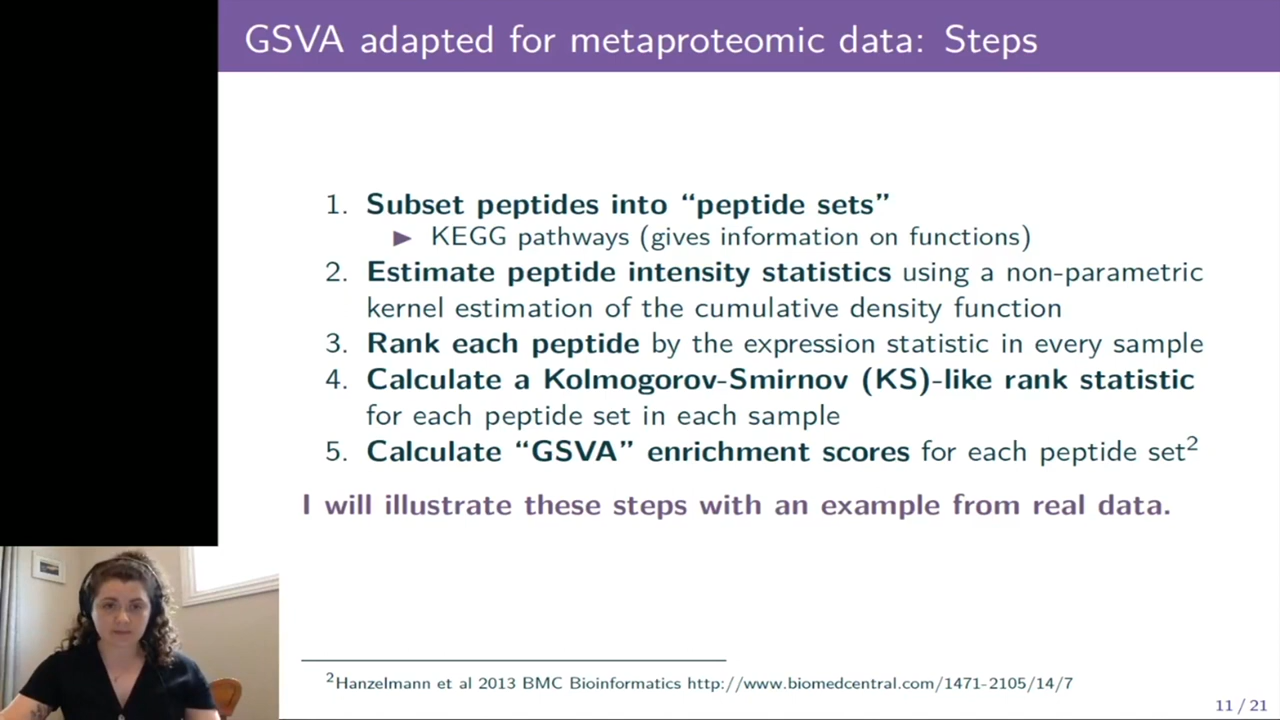 GSVA adapted for metaproteomic data: Steps
1. Subset peptides into “peptide sets”
▶ KEGG pathways (gives information on functions)
2. Estimate peptide intensity statistics using a non-parametric
kernel estimation of the cumulative density function
3. Rank each peptide by the expression statistic in every sample
4. Calculate a Kolmogorov-Smirnov (KS)-like rank statistic
for each peptide set in each sample
5. Calculate “GSVA” enrichment scores for each peptide set²
I will illustrate these steps with an example from real data.
²Hanzelmann et al 2013 BMC Bioinformatics http://www.biomedcentral.com/1471-2105/14/7
11 / 21